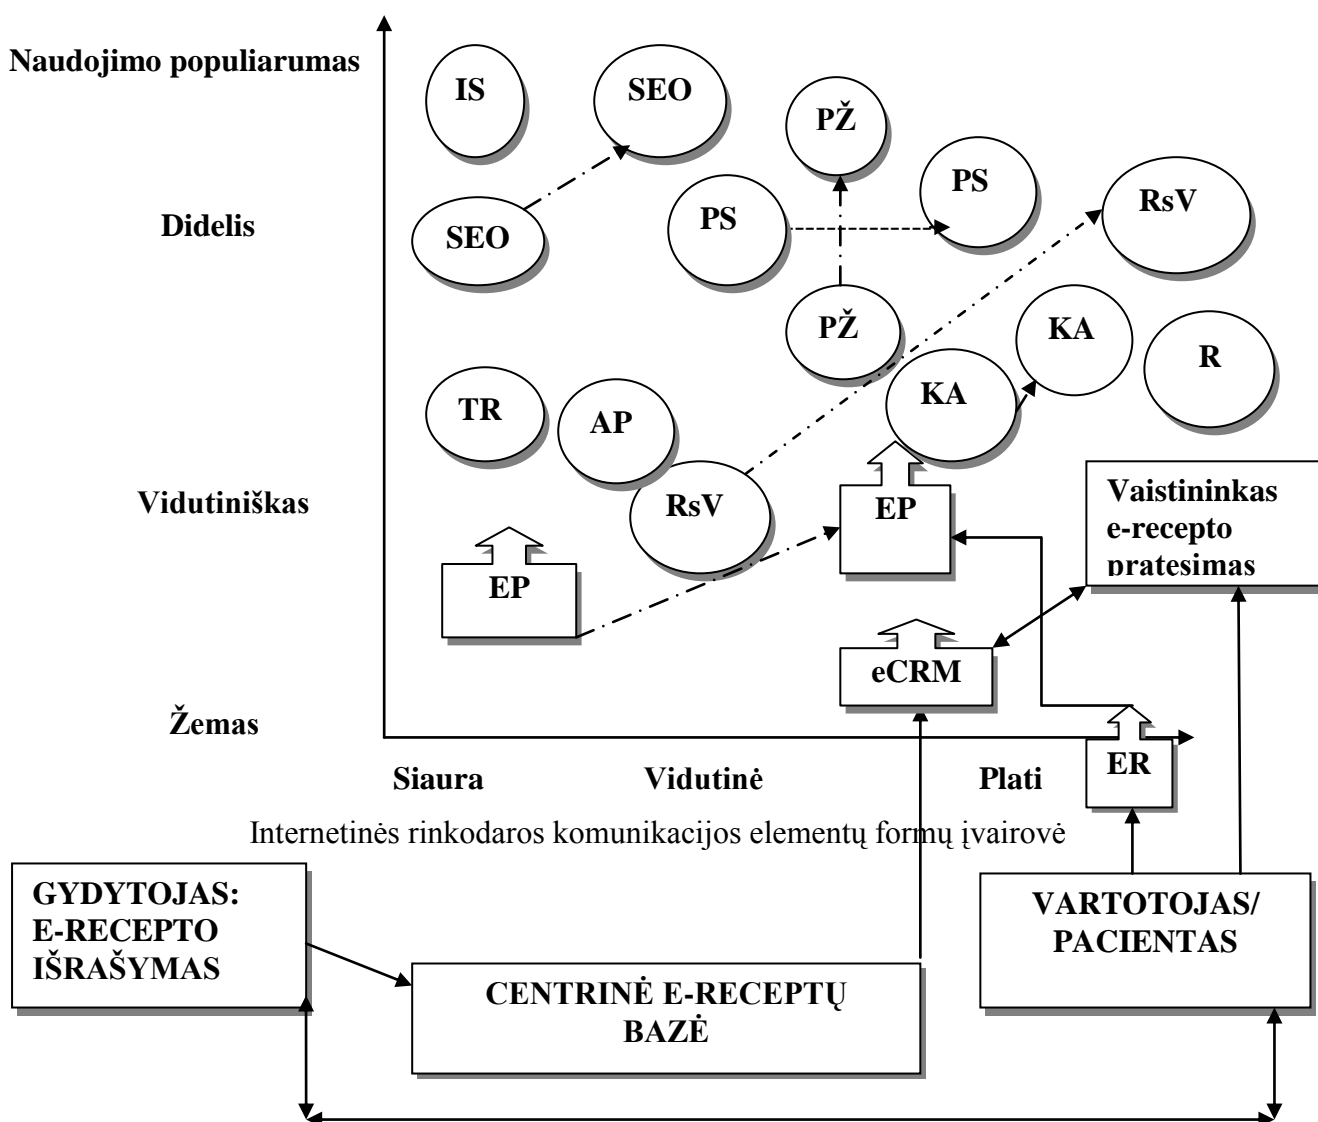 Naudojimo populiarumas
IS
SEO
PŽ
PS
RsV
Didelis
SEO
PS
PŽ
KA
R
TR
AP
KA
Vidutiniškas
RsV
EP
Vaistininkas
e-recepto
pratesimas
EP
eCRM
Žemas
ER
Siaura
Vidutinė
Plati
Internetinės rinkodaros komunikacijos elementų formų įvairovė
GYDYTOJAS:
E-RECEPTO
IŠRAŠYMAS
VARTOTOJAS/
PACIENTAS
CENTRINĖ E-RECEPTŲ
BAZĖ